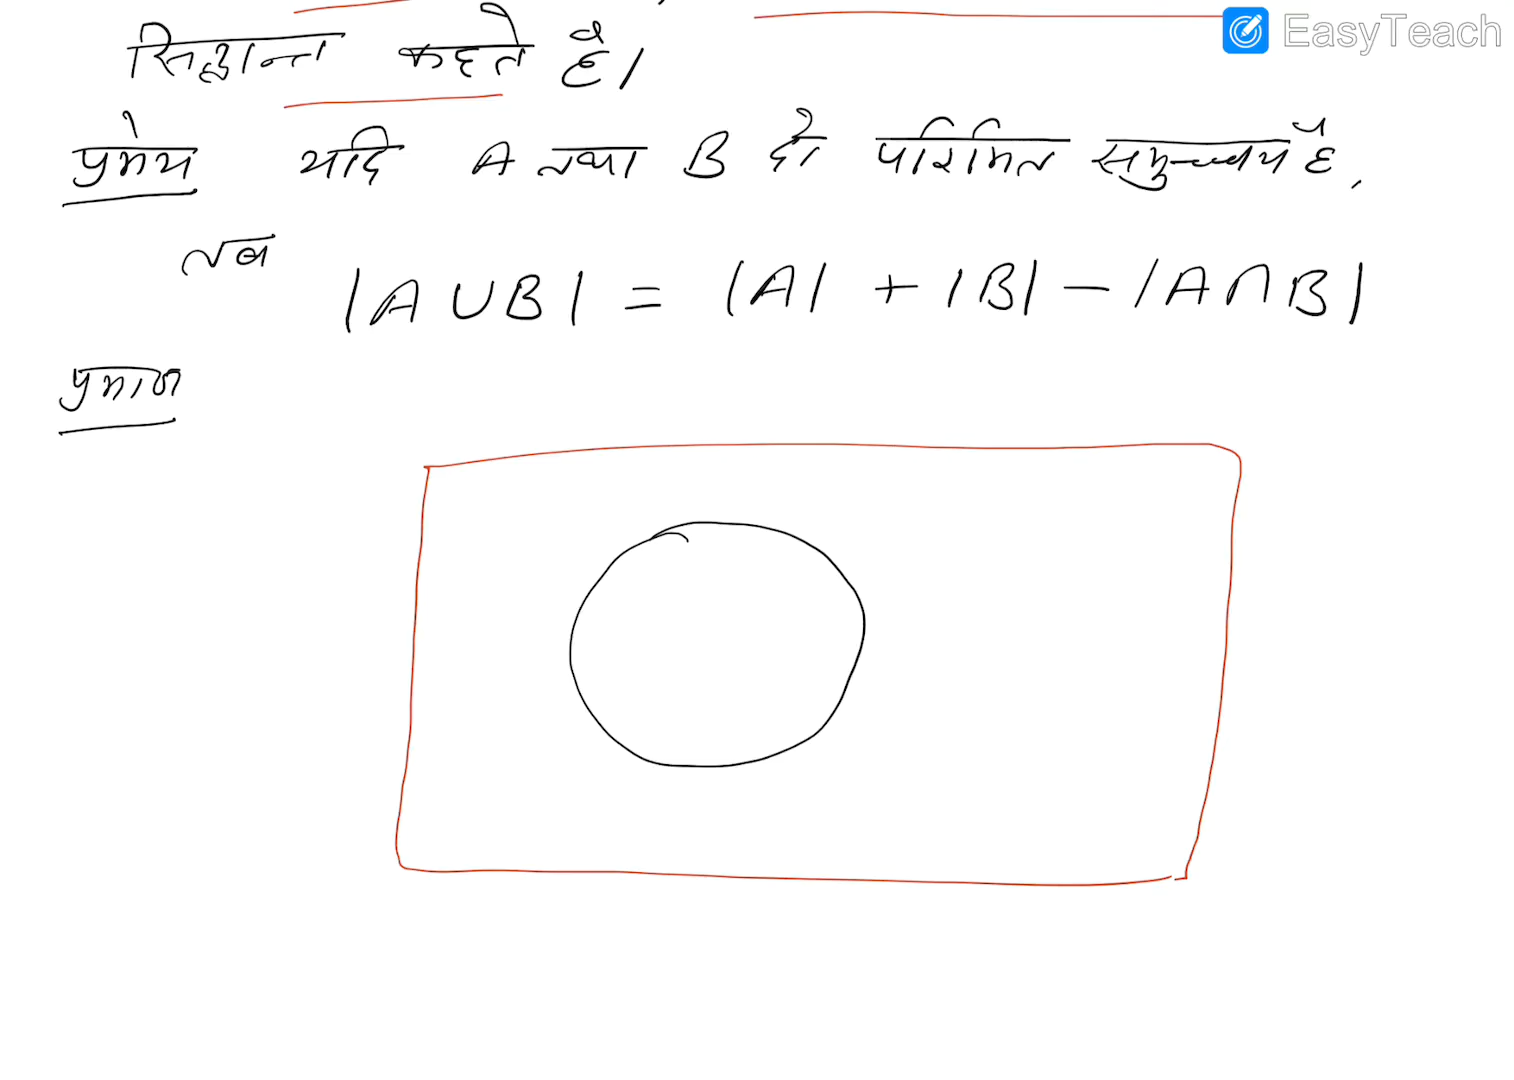 EasyTeach
सिद्धान्त कहते है।
प्रमेय यदि A तथा B दो परिमित समुच्चय है,
तब |A ∪ B| = |A| + |B| - |A ∩ B|
प्रमाण